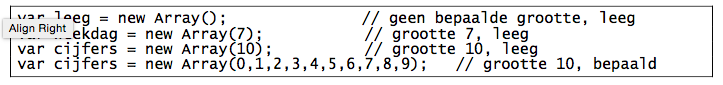 var leeg = new Array(); // geen bepaalde grootte, leeg
Align Right
weekdag = new Array(7); // grootte 7, leeg
var cijfers = new Array(10); // grootte 10, leeg
var cijfers = new Array(0,1,2,3,4,5,6,7,8,9); // grootte 10, bepaald